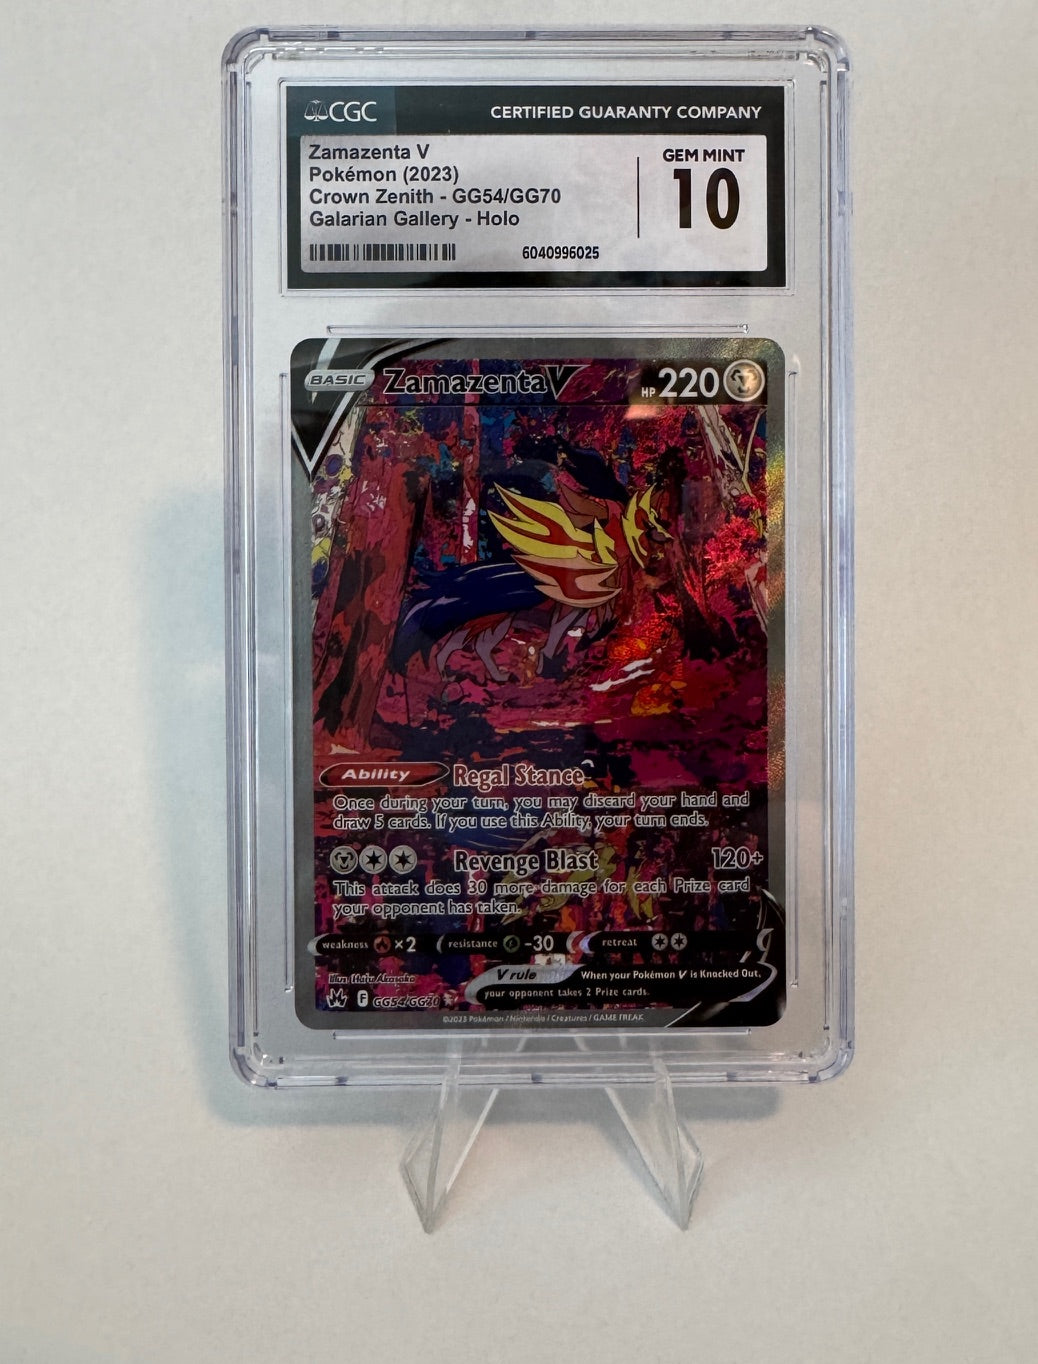 CGC
CERTIFIED GUARANTY COMPANY
Zamazenta V
Pokémon (2023)
Crown Zenith - GG54/GG70
Galarian Gallery - Holo
6040996025
GEM MINT
10
BASIC
Zamazenta V
HP 220
Ability
Regal Stance
Once during your turn, you may discard your hand and
draw 5 cards. If you use this Ability, your turn ends.
Revenge Blast 120+
This attack does 30 more damage for each Prize card
your opponent has taken.
weakness ×2
resistance -30
retreat
V rule
When your Pokémon V is Knocked Out,
your opponent takes 2 Prize cards.
Illus.
F GG54/GG70
©2023 Pokémon / Nintendo / Creatures / GAME FREAK